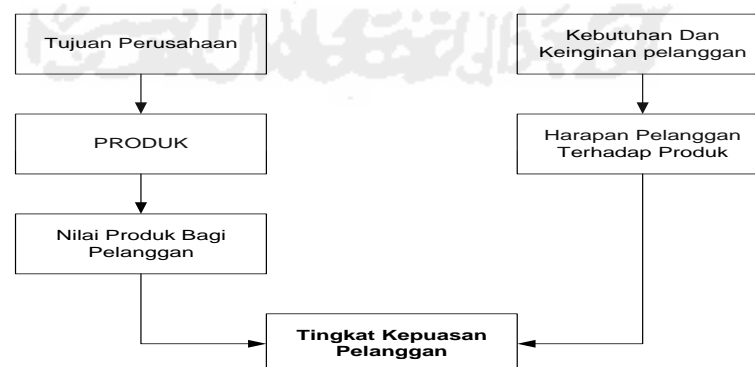 Tujuan Perusahaan
Kebutuhan Dan
Keinginan pelanggan
PRODUK
Harapan Pelanggan
Terhadap Produk
Nilai Produk Bagi
Pelanggan
Tingkat Kepuasan
Pelanggan